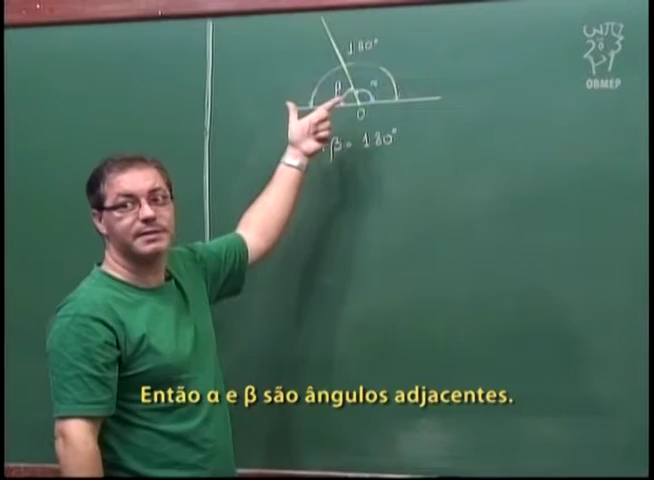 180°
β α
O
β = 180°
OBMEP
Então α e β são ângulos adjacentes.